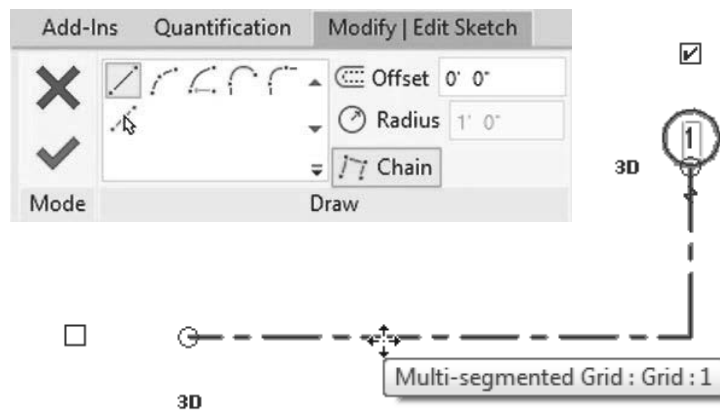 Add-Ins Quantification Modify | Edit Sketch
Offset 0' 0"
Radius 1' 0"
Chain
Mode Draw
1
3D
Multi-segmented Grid : Grid : 1
3D